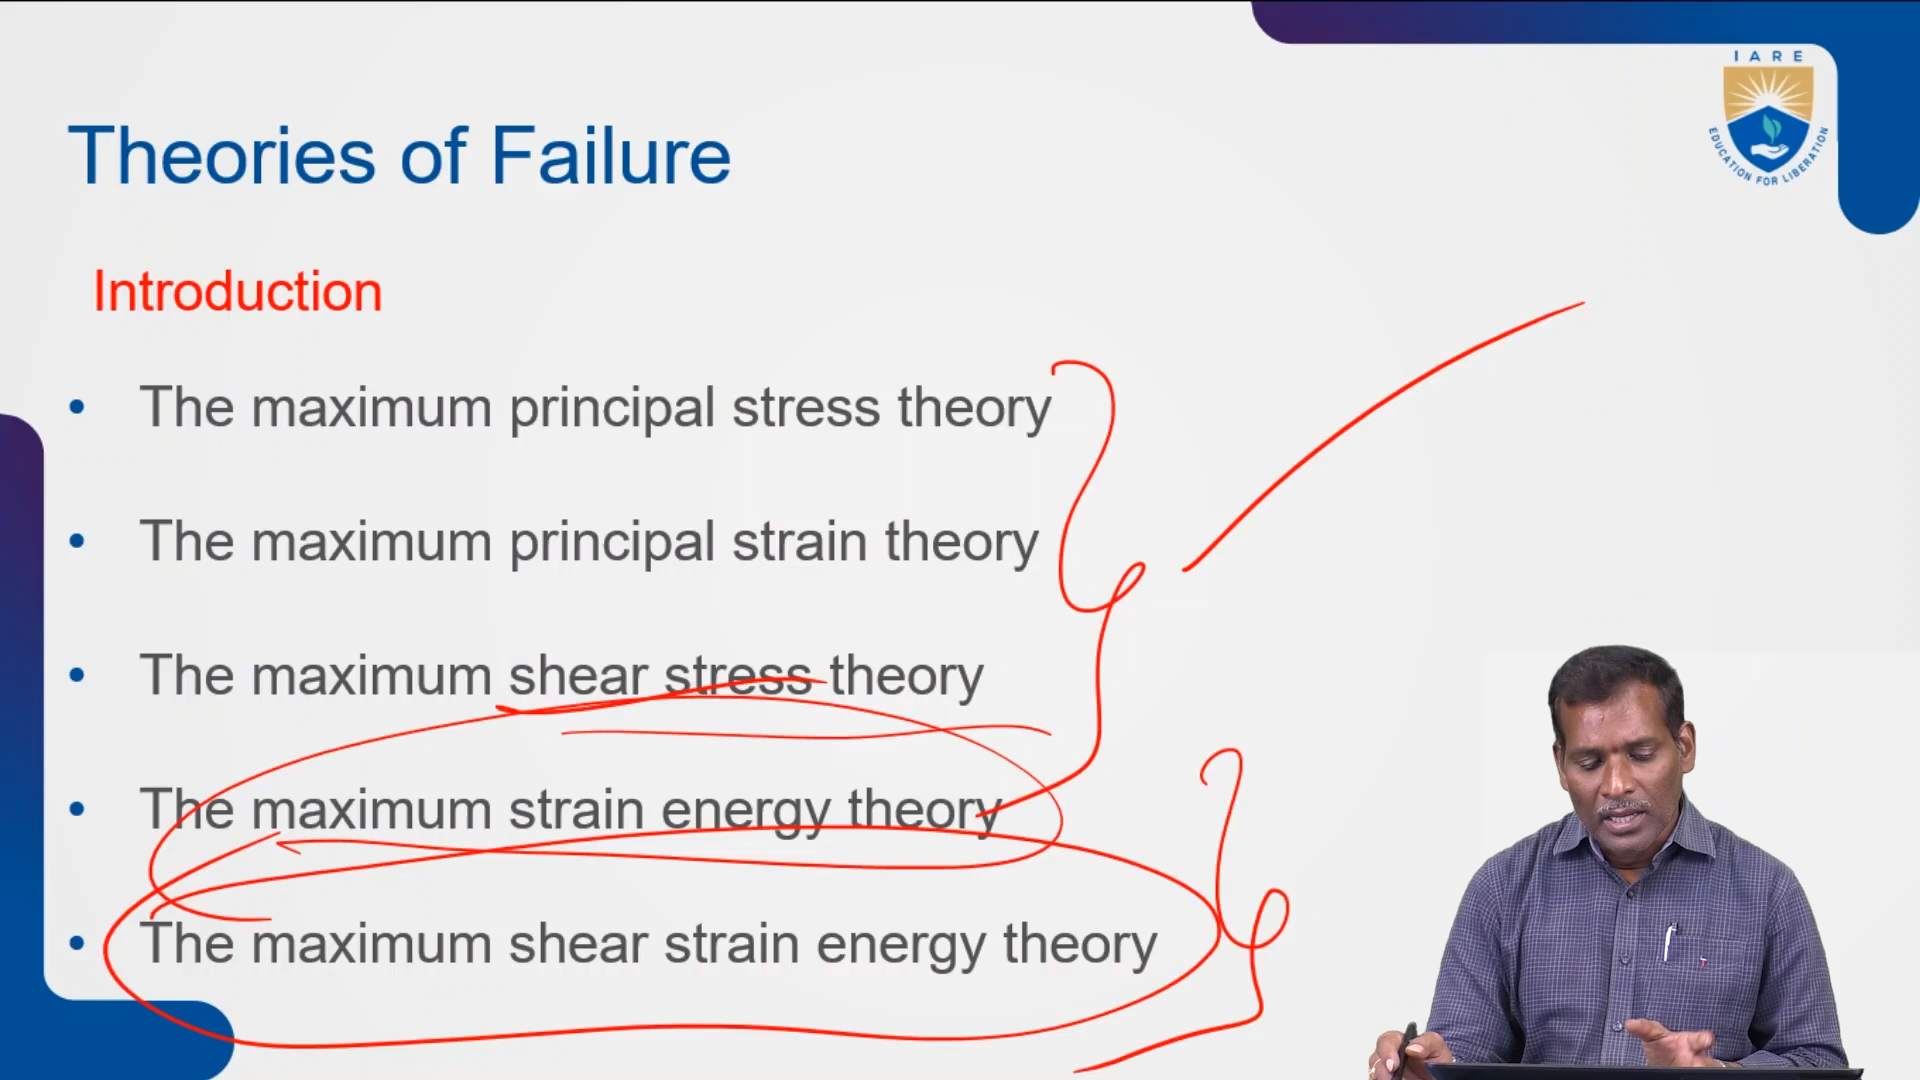 IARE
EDUCATION FOR LIBERATION
Theories of Failure
Introduction
• The maximum principal stress theory
• The maximum principal strain theory
• The maximum shear stress theory
• The maximum strain energy theory
• The maximum shear strain energy theory